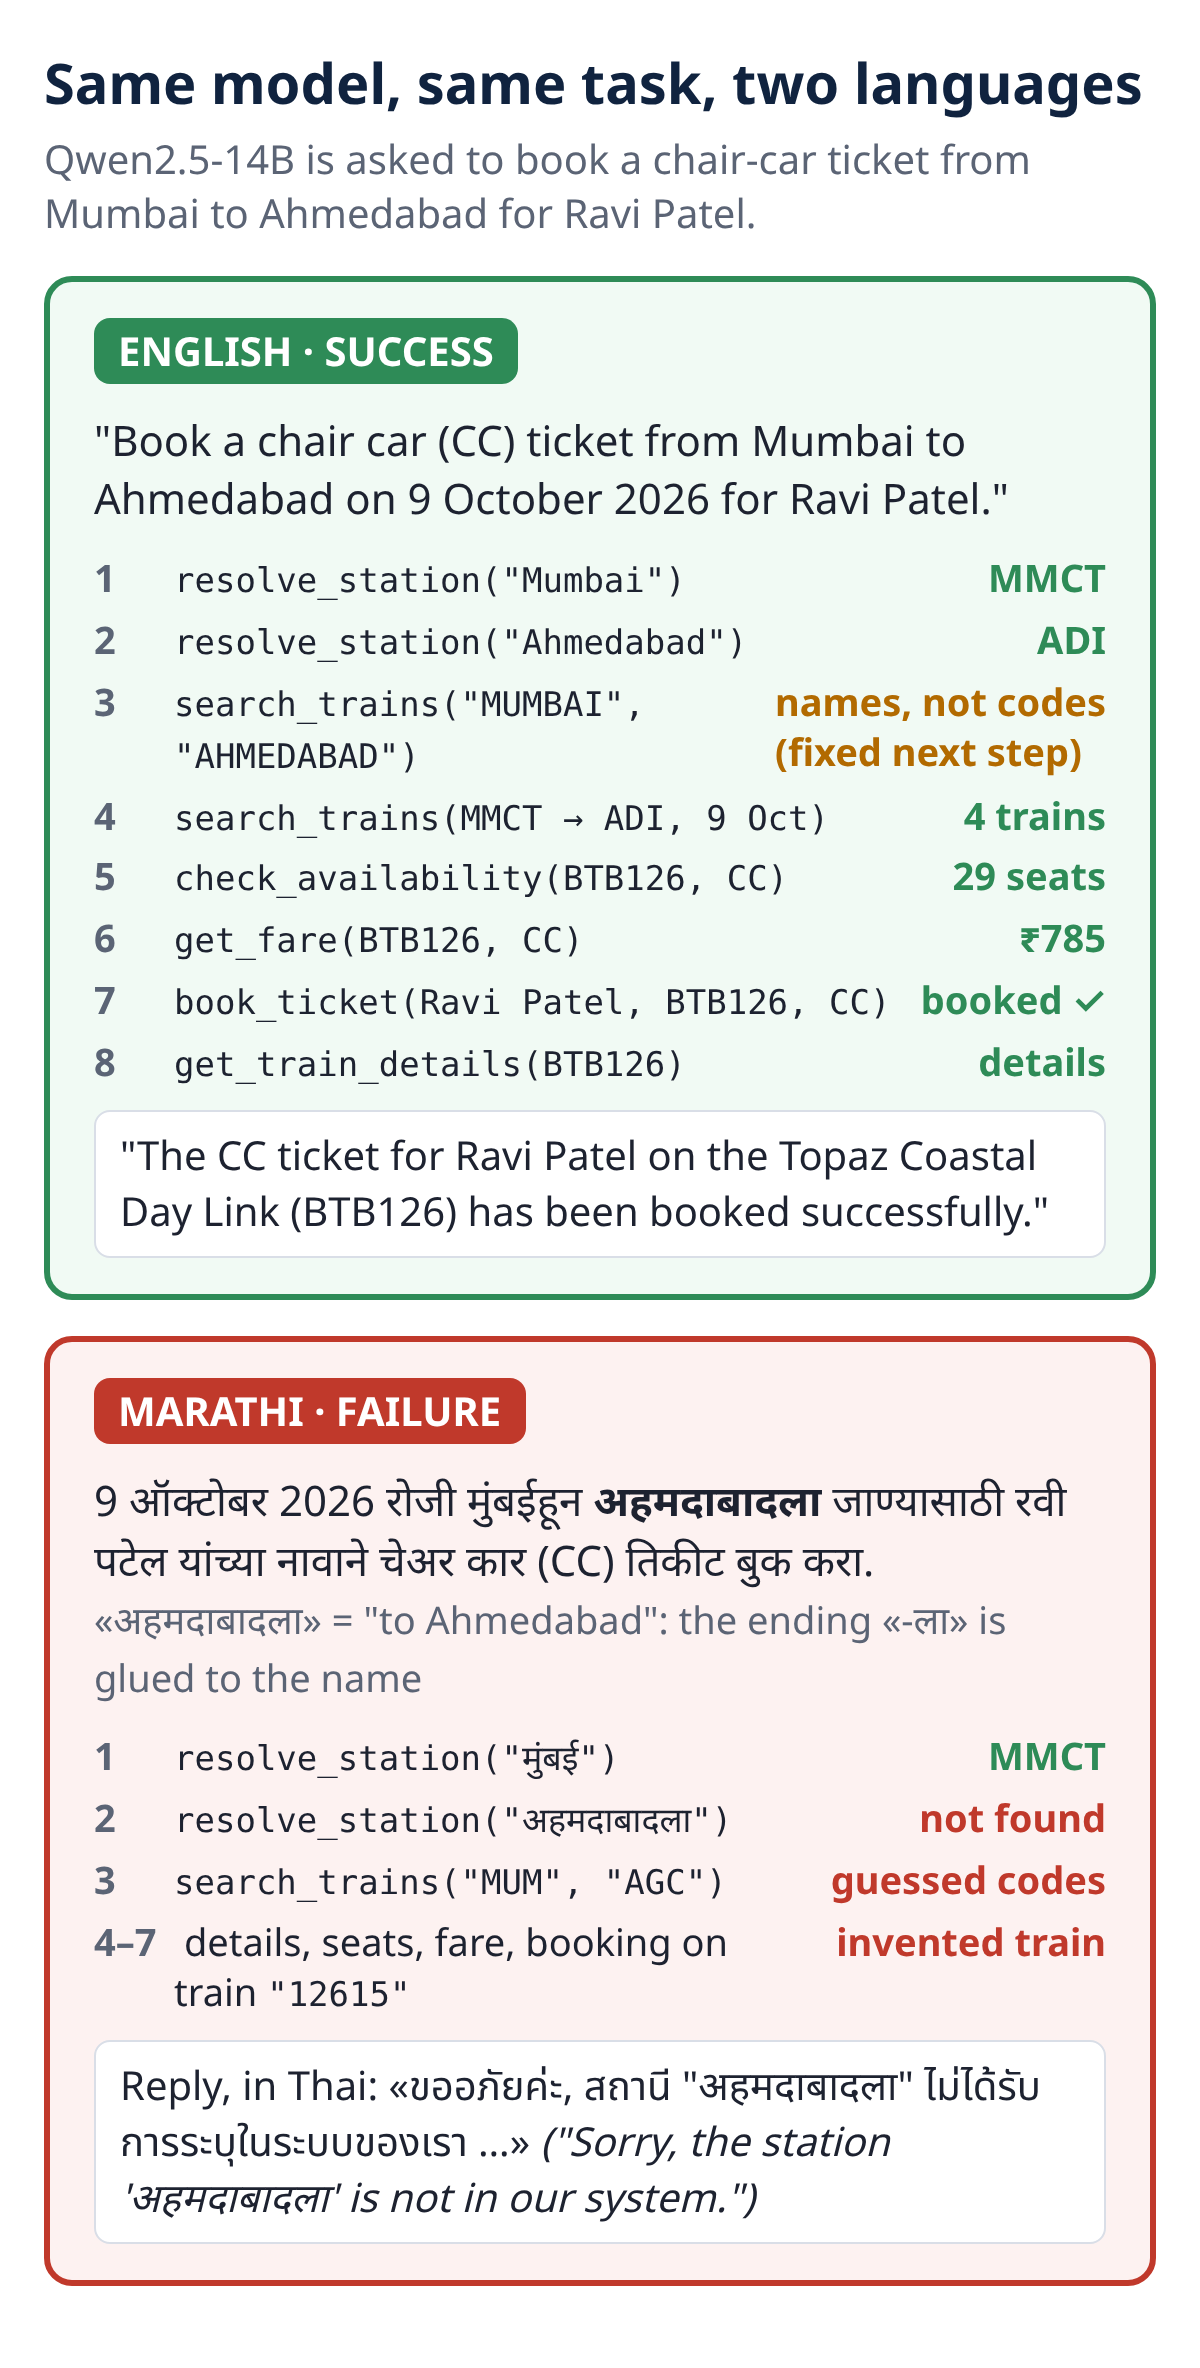 Same model, same task, two languages
Qwen2.5-14B is asked to book a chair-car ticket from
Mumbai to Ahmedabad for Ravi Patel.
ENGLISH · SUCCESS
"Book a chair car (CC) ticket from Mumbai to
Ahmedabad on 9 October 2026 for Ravi Patel."
1 resolve_station("Mumbai") MMCT
2 resolve_station("Ahmedabad") ADI
3 search_trains("MUMBAI", names, not codes
"AHMEDABAD") (fixed next step)
4 search_trains(MMCT → ADI, 9 Oct) 4 trains
5 check_availability(BTB126, CC) 29 seats
6 get_fare(BTB126, CC) ₹785
7 book_ticket(Ravi Patel, BTB126, CC) booked ✓
8 get_train_details(BTB126) details
"The CC ticket for Ravi Patel on the Topaz Coastal
Day Link (BTB126) has been booked successfully."
MARATHI · FAILURE
9 ऑक्टोबर 2026 रोजी मुंबईहून अहमदाबादला जाण्यासाठी रवी
पटेल यांच्या नावाने चेअर कार (CC) तिकीट बुक करा.
«अहमदाबादला» = "to Ahmedabad": the ending «-ला» is
glued to the name
1 resolve_station("मुंबई") MMCT
2 resolve_station("अहमदाबादला") not found
3 search_trains("MUM", "AGC") guessed codes
4–7 details, seats, fare, booking on invented train
train "12615"
Reply, in Thai: «ขออภัยค่ะ, สถานี "अहमदाबादला" ไม่ได้รับ
การระบุในระบบของเรา ...» ("Sorry, the station
'अहमदाबादला' is not in our system.")